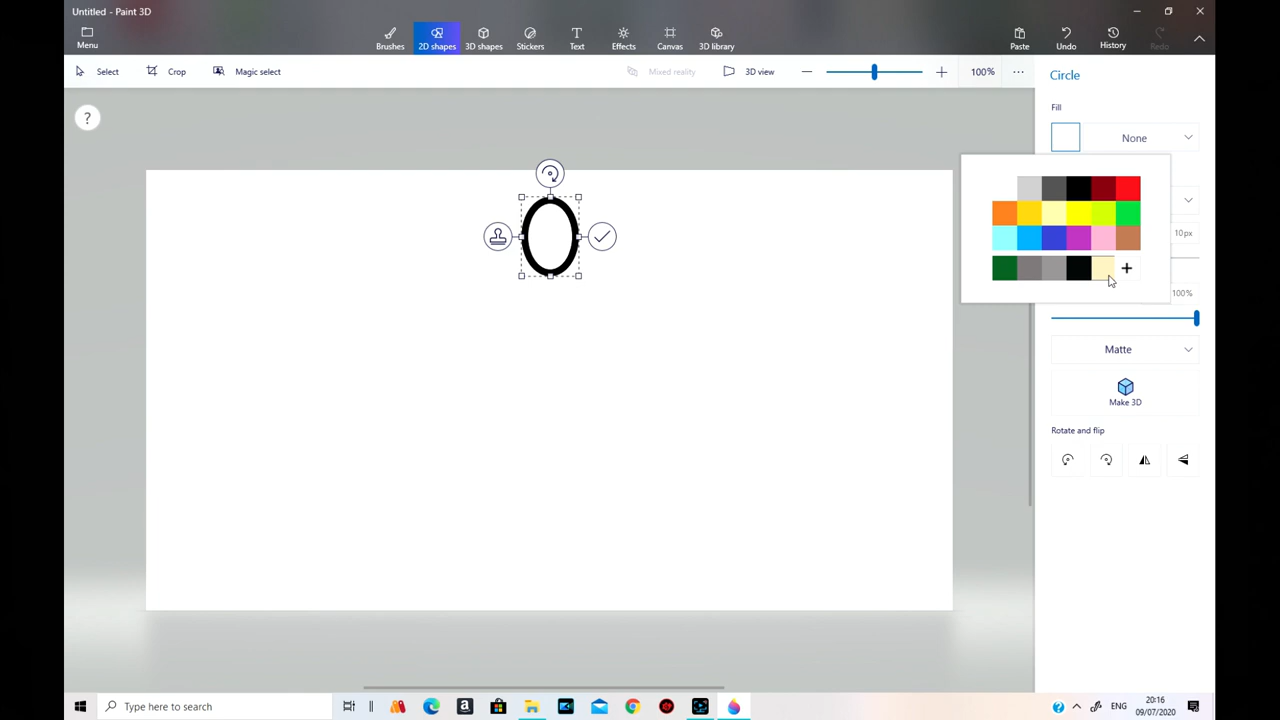 Untitled - Paint 3D
Menu
Brushes
2D shapes
3D shapes
Stickers
Text
Effects
Canvas
3D library
Paste
Undo
History
Redo
Select
Crop
Magic select
Mixed reality
3D view
100%
Circle
?
Fill
None
10px
100%
Matte
Make 3D
Rotate and flip
Type here to search
ENG
20:16
09/07/2020